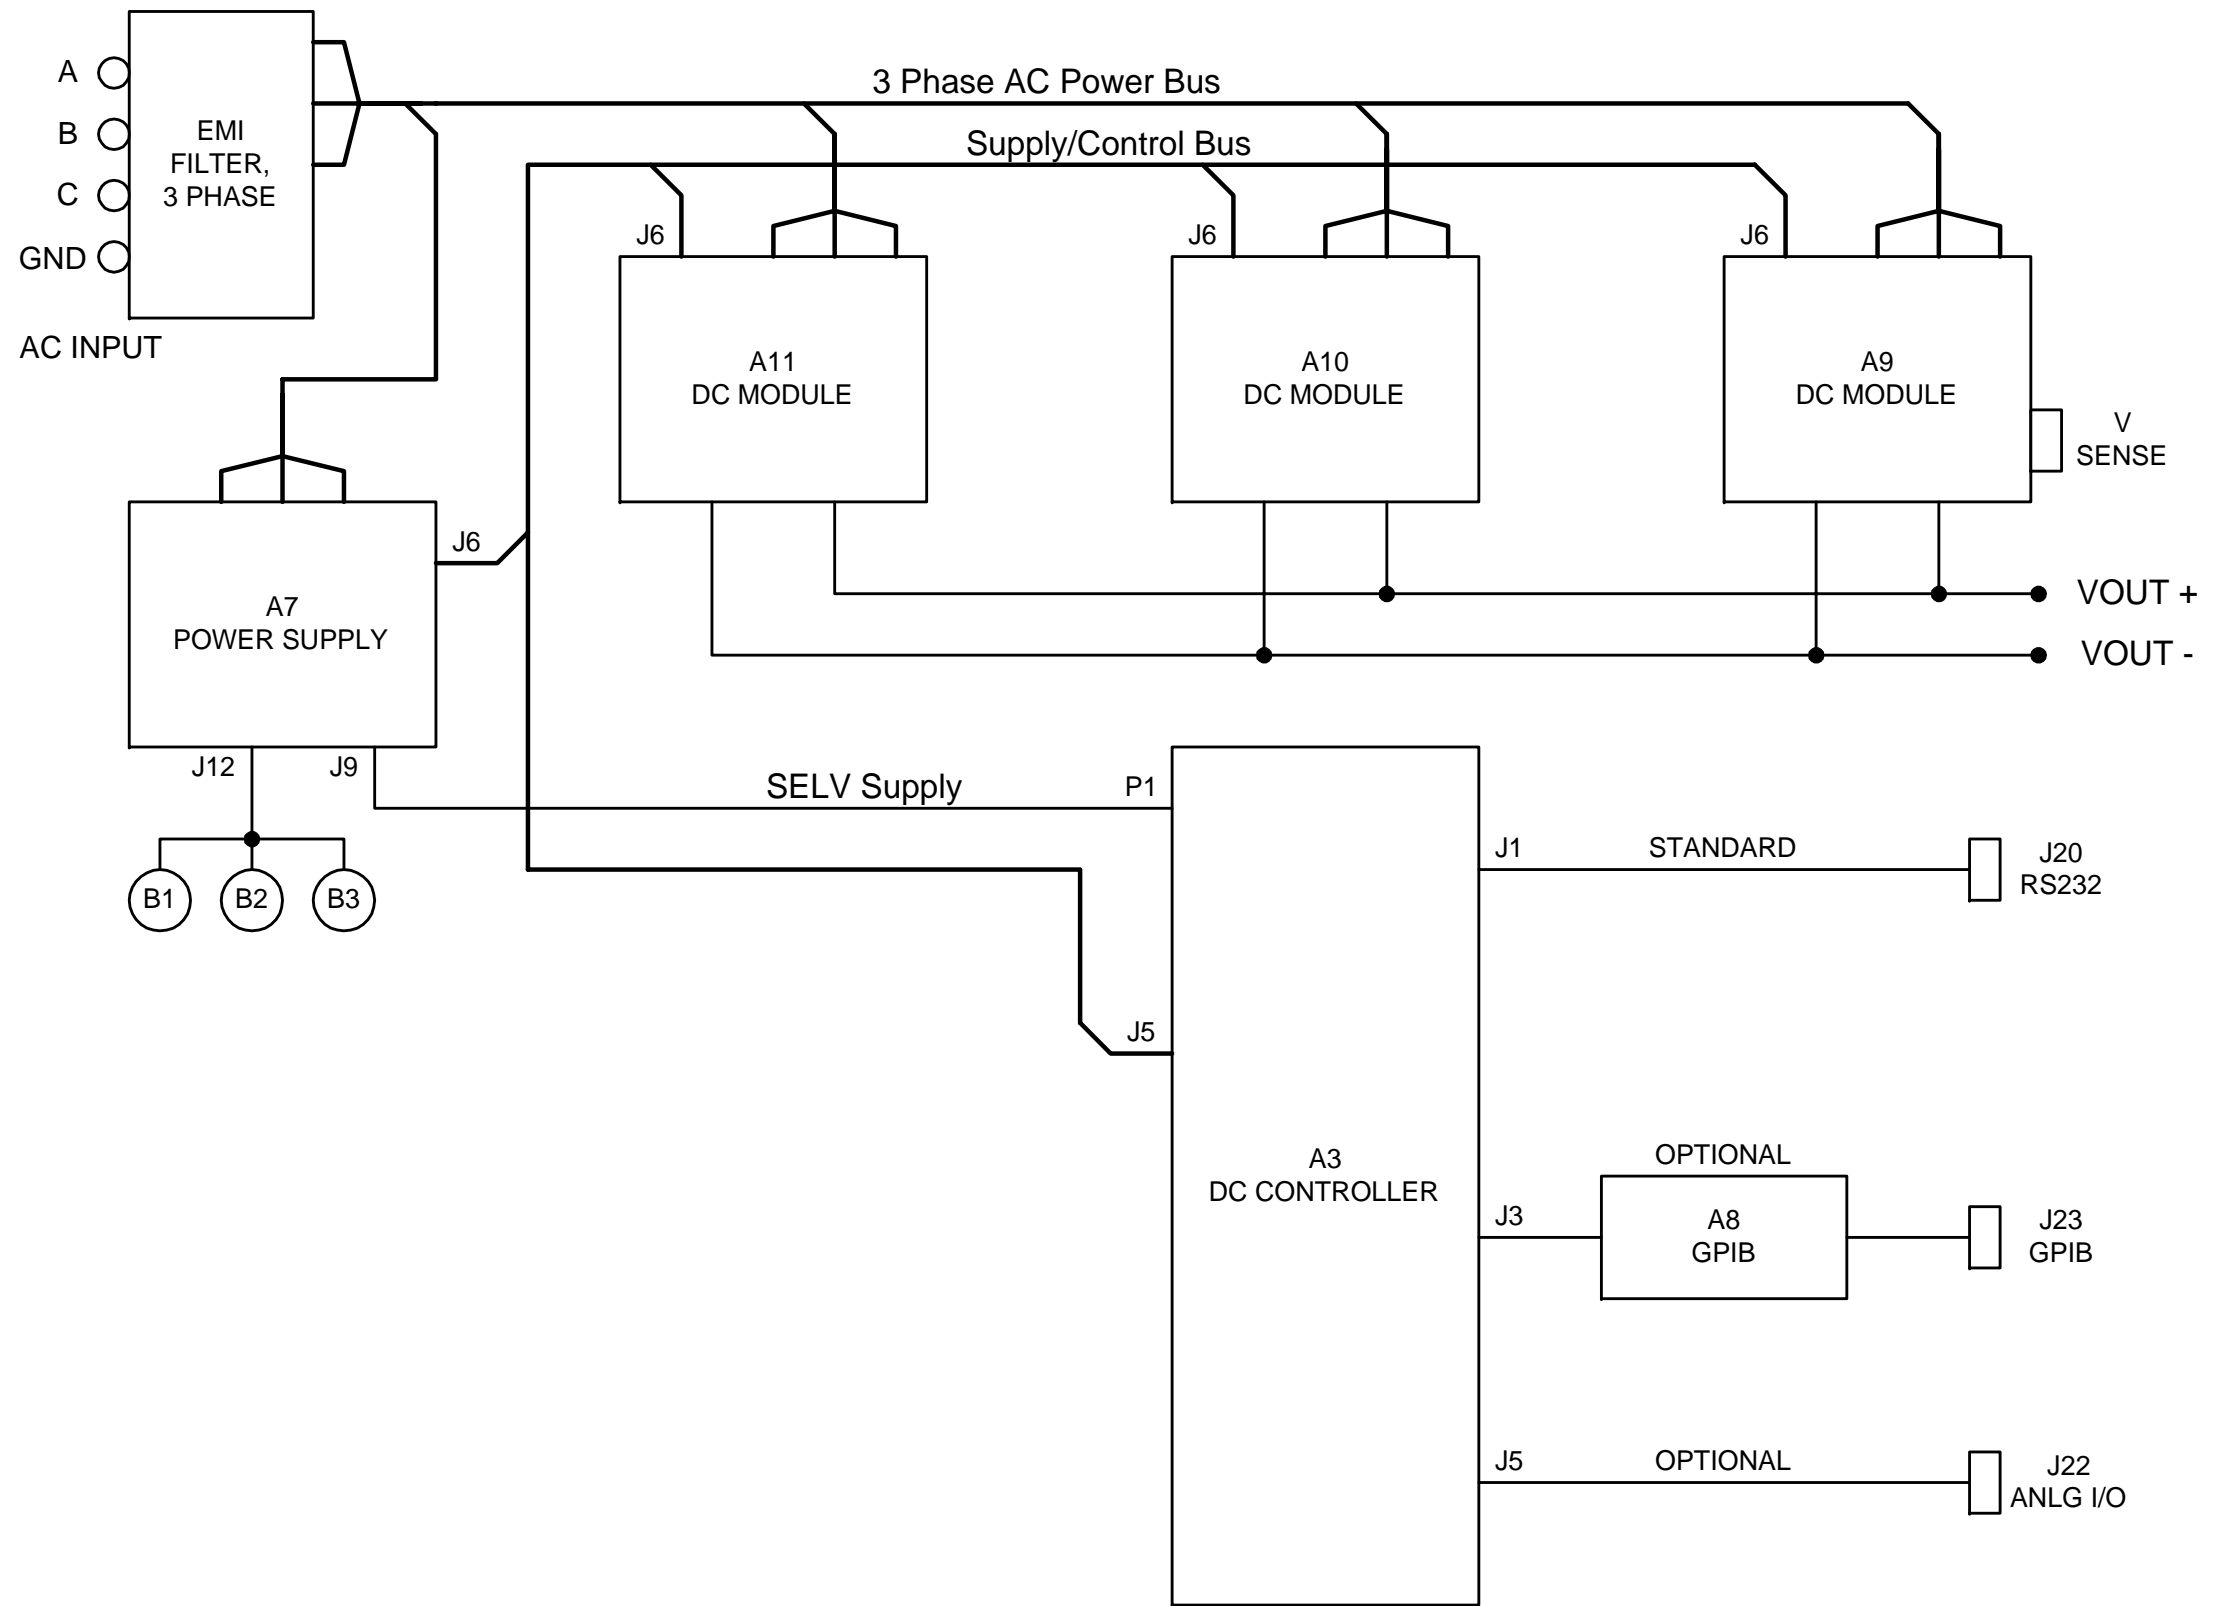 A
B
C
GND
EMI
FILTER,
3 PHASE
AC INPUT
3 Phase AC Power Bus
Supply/Control Bus
J6
J6
J6
A11
DC MODULE
A10
DC MODULE
A9
DC MODULE
V
SENSE
J6
A7
POWER SUPPLY
VOUT +
VOUT -
J12
J9
SELV Supply
P1
B1
B2
B3
J1
STANDARD
J20
RS232
J5
A3
DC CONTROLLER
OPTIONAL
J3
A8
GPIB
J23
GPIB
J5
OPTIONAL
J22
ANLG I/O